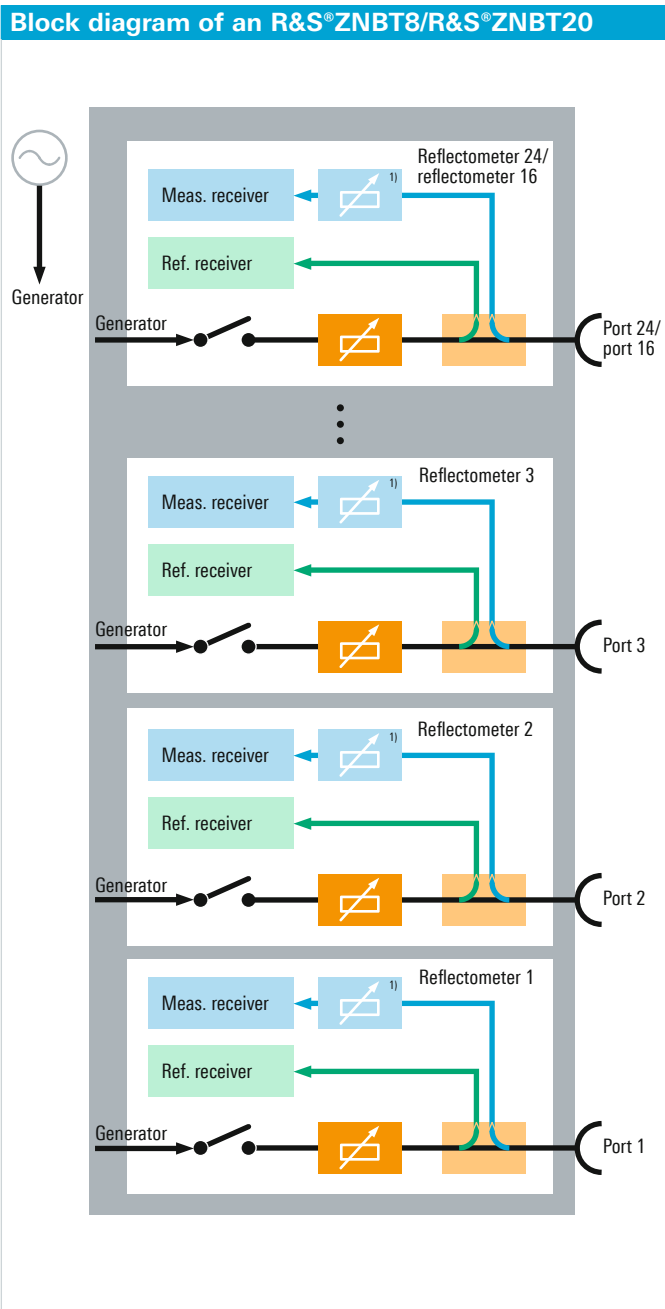 Block diagram of an R&S®ZNBT8/R&S®ZNBT20
Generator
Reflectometer 24/
reflectometer 16
Meas. receiver
1)
Ref. receiver
Generator
Port 24/
port 16
Reflectometer 3
Meas. receiver
1)
Ref. receiver
Generator
Port 3
Reflectometer 2
Meas. receiver
1)
Ref. receiver
Generator
Port 2
Reflectometer 1
Meas. receiver
1)
Ref. receiver
Generator
Port 1